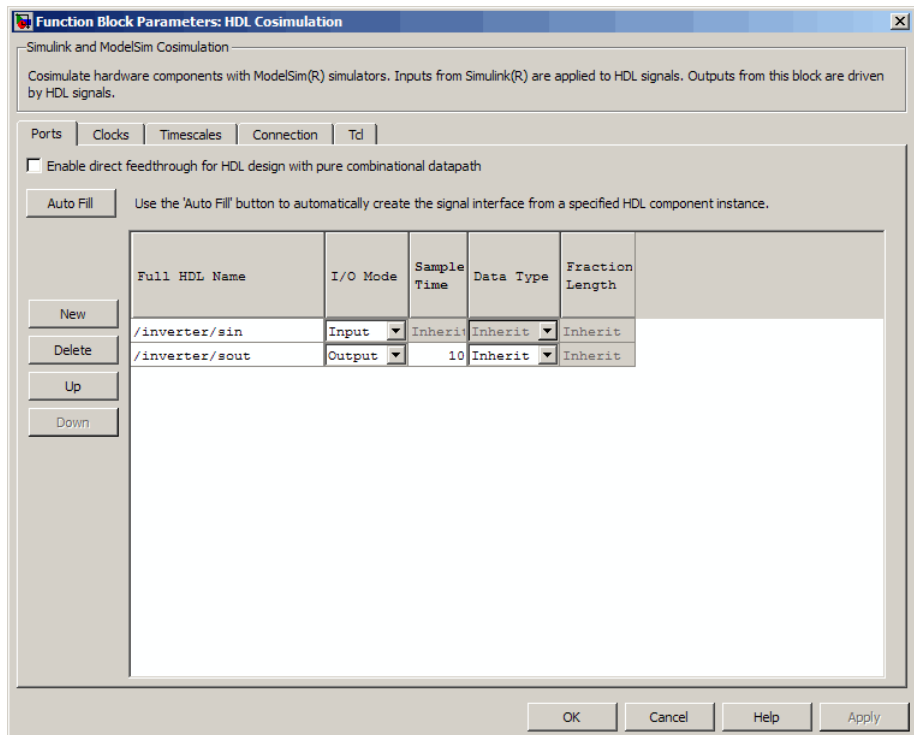 Function Block Parameters: HDL Cosimulation
Simulink and ModelSim Cosimulation
Cosimulate hardware components with ModelSim(R) simulators. Inputs from Simulink(R) are applied to HDL signals. Outputs from this block are driven
by HDL signals.
Ports Clocks Timescales Connection Tcl
Enable direct feedthrough for HDL design with pure combinational datapath
Auto Fill Use the 'Auto Fill' button to automatically create the signal interface from a specified HDL component instance.
Full HDL Name I/O Mode Sample Time Data Type Fraction Length
New
/inverter/sin Input Inherit Inherit Inherit
Delete
/inverter/sout Output 10 Inherit Inherit
Up
Down
OK Cancel Help Apply